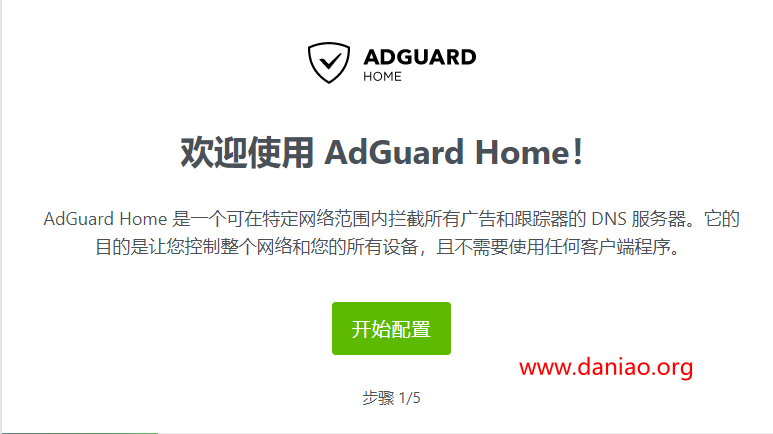 ADGUARD
HOME
欢迎使用 AdGuard Home！
AdGuard Home 是一个可在特定网络范围内拦截所有广告和跟踪器的 DNS 服务器。它的
目的是让您控制整个网络和您的所有设备，且不需要使用任何客户端程序。
开始配置
www.daniao.org
步骤 1/5